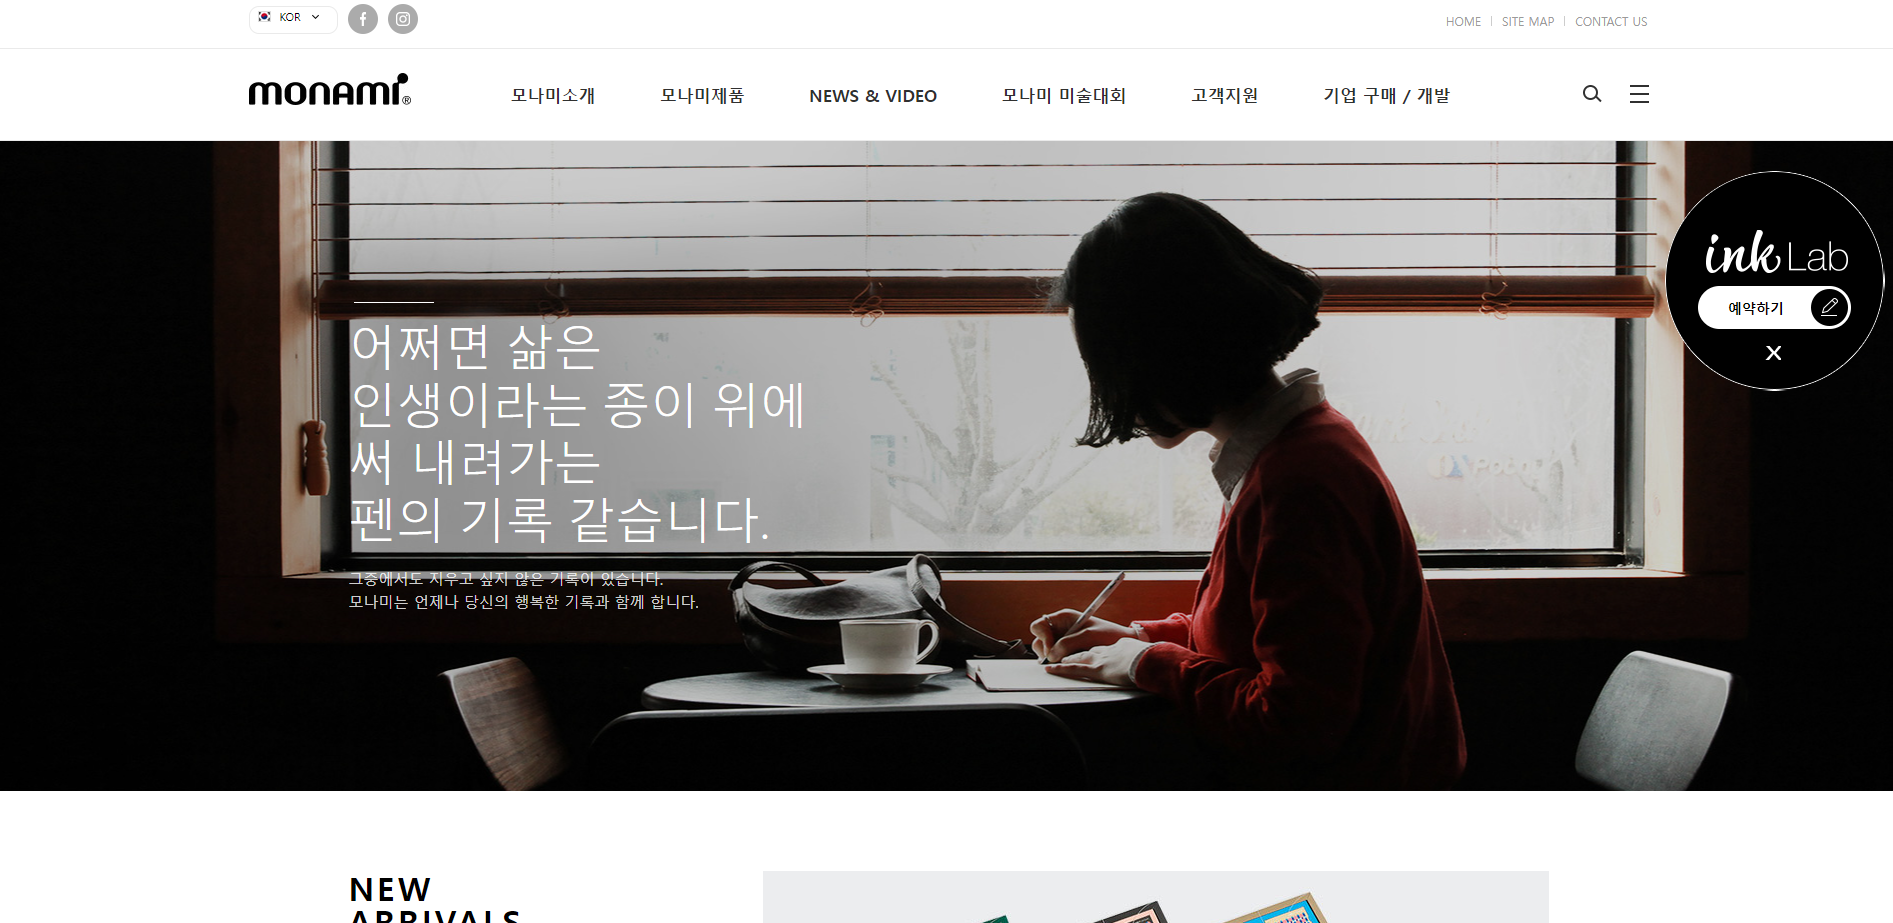 KOR
HOME
SITE MAP
CONTACT US
monami®
모나미소개
모나미제품
NEWS & VIDEO
모나미 미술대회
고객지원
기업 구매 / 개발
ink Lab
예약하기
X
어쩌면 삶은
인생이라는 종이 위에
써 내려가는
펜의 기록 같습니다.
그중에서도 지우고 싶지 않은 기록이 있습니다.
모나미는 언제나 당신의 행복한 기록과 함께 합니다.
NEW
ARRIVALS